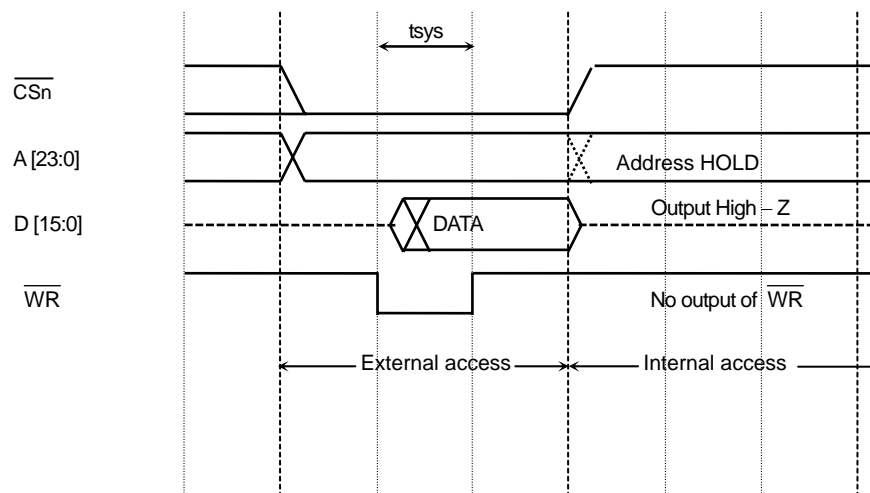 tsys
CSn
A [23:0] Address HOLD
D [15:0] DATA Output High – Z
WR No output of WR
External access Internal access